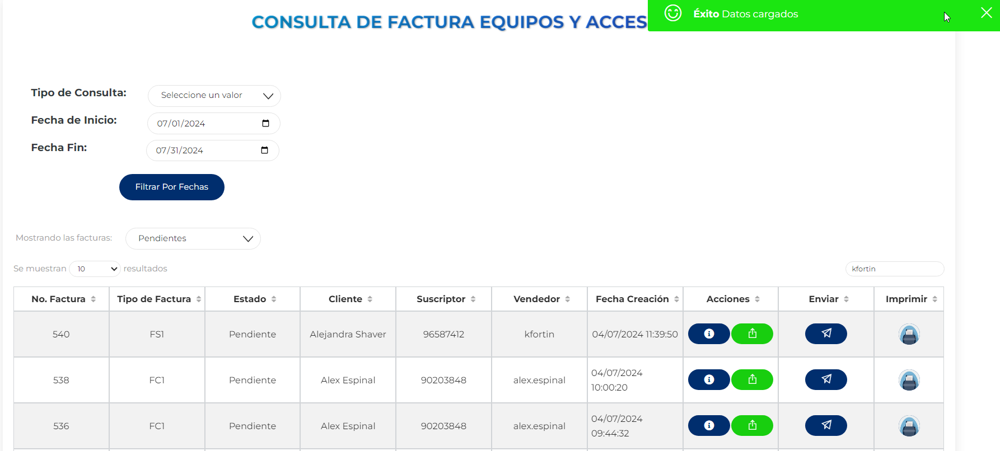 CONSULTA DE FACTURA EQUIPOS Y ACCES
Éxito Datos cargados
Tipo de Consulta: Seleccione un valor
Fecha de Inicio: 07/01/2024
Fecha Fin: 07/31/2024
Filtrar Por Fechas
Mostrando las facturas: Pendientes
Se muestran 10 resultados kfortin
No. Factura Tipo de Factura Estado Cliente Suscriptor Vendedor Fecha Creación Acciones Enviar Imprimir
540 FS1 Pendiente Alejandra Shaver 96587412 kfortin 04/07/2024 11:39:50
538 FC1 Pendiente Alex Espinal 90203848 alex.espinal 04/07/2024
10:00:20
536 FC1 Pendiente Alex Espinal 90203848 alex.espinal 04/07/2024
09:44:32